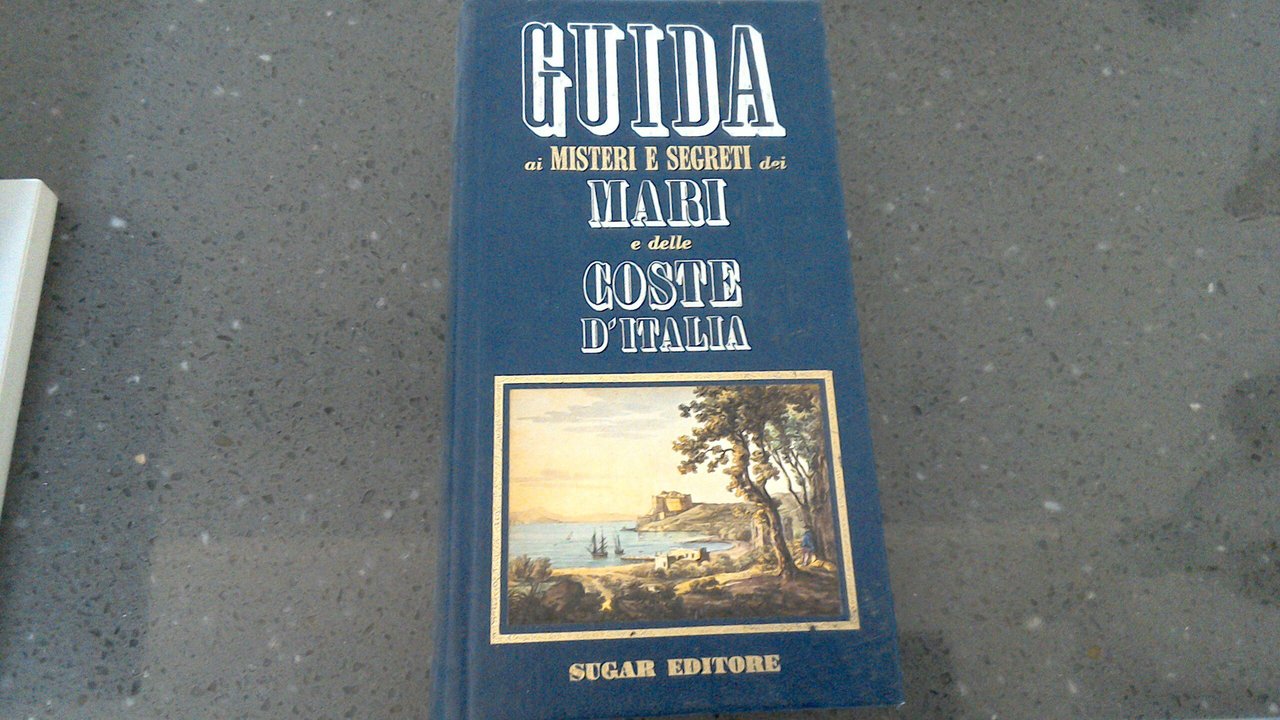 GUIDA
ai MISTERI E SEGRETI dei
MARI
e delle
COSTE
D'ITALIA
SUGAR EDITORE